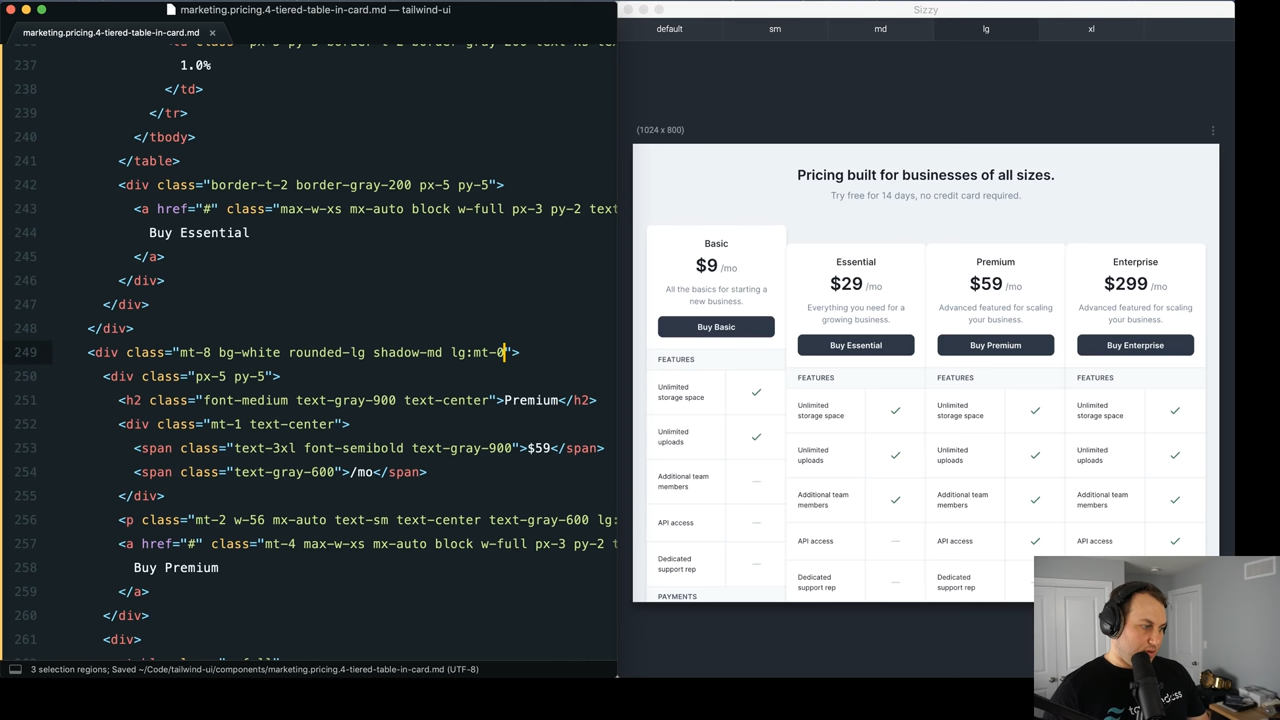 marketing.pricing.4-tiered-table-in-card.md — tailwind-ui
marketing.pricing.4-tiered-table-in-card.md ×
237 1.0%
238 </td>
239 </tr>
240 </tbody>
241 </table>
242 <div class="border-t-2 border-gray-200 px-5 py-5">
243 <a href="#" class="max-w-xs mx-auto block w-full px-3 py-2 text
244 Buy Essential
245 </a>
246 </div>
247 </div>
248 </div>
249 <div class="mt-8 bg-white rounded-lg shadow-md lg:mt-0">
250 <div class="px-5 py-5">
251 <h2 class="font-medium text-gray-900 text-center">Premium</h2>
252 <div class="mt-1 text-center">
253 <span class="text-3xl font-semibold text-gray-900">$59</span>
254 <span class="text-gray-600">/mo</span>
255 </div>
256 <p class="mt-2 w-56 mx-auto text-sm text-center text-gray-600 lg:
257 <a href="#" class="mt-4 max-w-xs mx-auto block w-full px-3 py-2 t
258 Buy Premium
259 </a>
260 </div>
261 <div>
3 selection regions; Saved ~/Code/tailwind-ui/components/marketing.pricing.4-tiered-table-in-card.md (UTF-8)
Sizzy
default sm md lg xl
(1024 x 800)
Pricing built for businesses of all sizes.
Try free for 14 days, no credit card required.
Basic
$9 /mo
All the basics for starting a
new business.
Buy Basic
FEATURES
Unlimited
storage space
Unlimited
uploads
Additional team
members
API access
Dedicated
support rep
PAYMENTS
Essential
$29 /mo
Everything you need for a
growing business.
Buy Essential
FEATURES
Unlimited
storage space
Unlimited
uploads
Additional team
members
API access
Dedicated
support rep
Premium
$59 /mo
Advanced featured for scaling
your business.
Buy Premium
FEATURES
Unlimited
storage space
Unlimited
uploads
Additional team
members
API access
Dedicated
support rep
Enterprise
$299 /mo
Advanced featured for scaling
your business.
Buy Enterprise
FEATURES
Unlimited
storage space
Unlimited
uploads
Additional team
members
API access